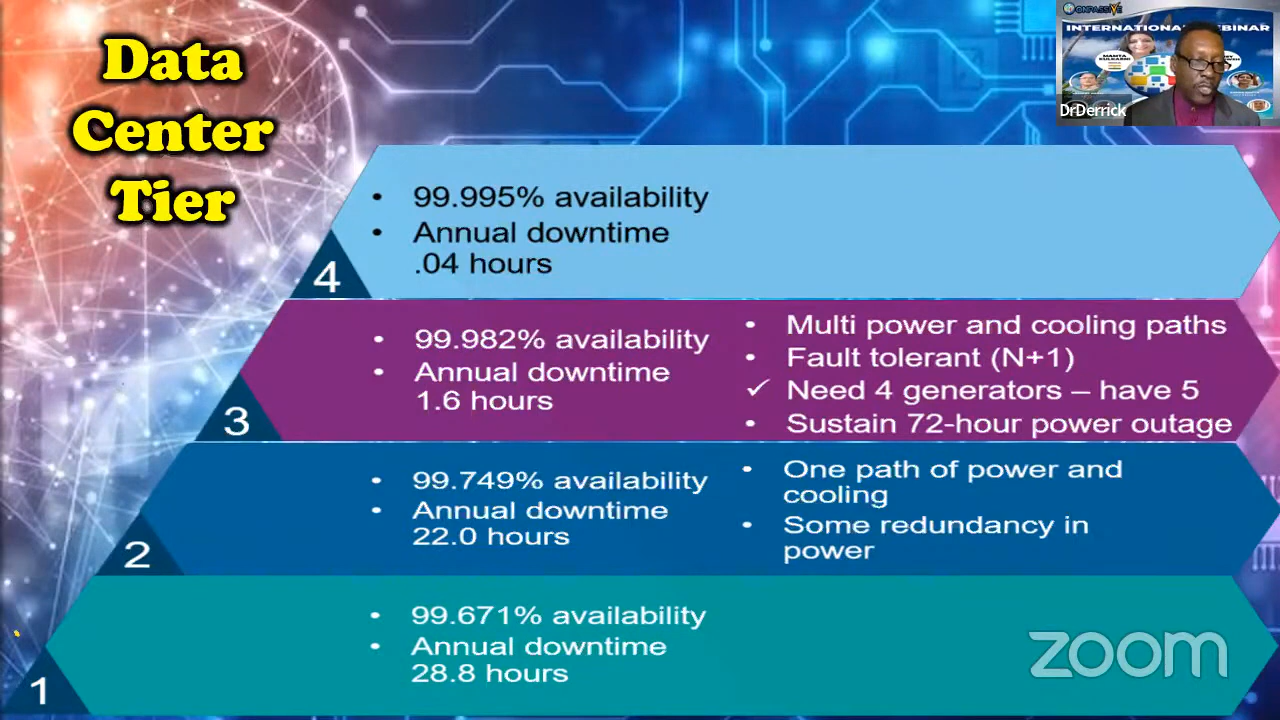 Data
Center
Tier
ONPASSIVE
INTERNATIONAL WEBINAR
DrDerrick
• 99.995% availability
• Annual downtime
.04 hours
4
• 99.982% availability
• Annual downtime
1.6 hours
• Multi power and cooling paths
• Fault tolerant (N+1)
✓ Need 4 generators – have 5
• Sustain 72-hour power outage
3
• 99.749% availability
• Annual downtime
22.0 hours
• One path of power and
cooling
• Some redundancy in
power
2
• 99.671% availability
• Annual downtime
28.8 hours
1
zoom